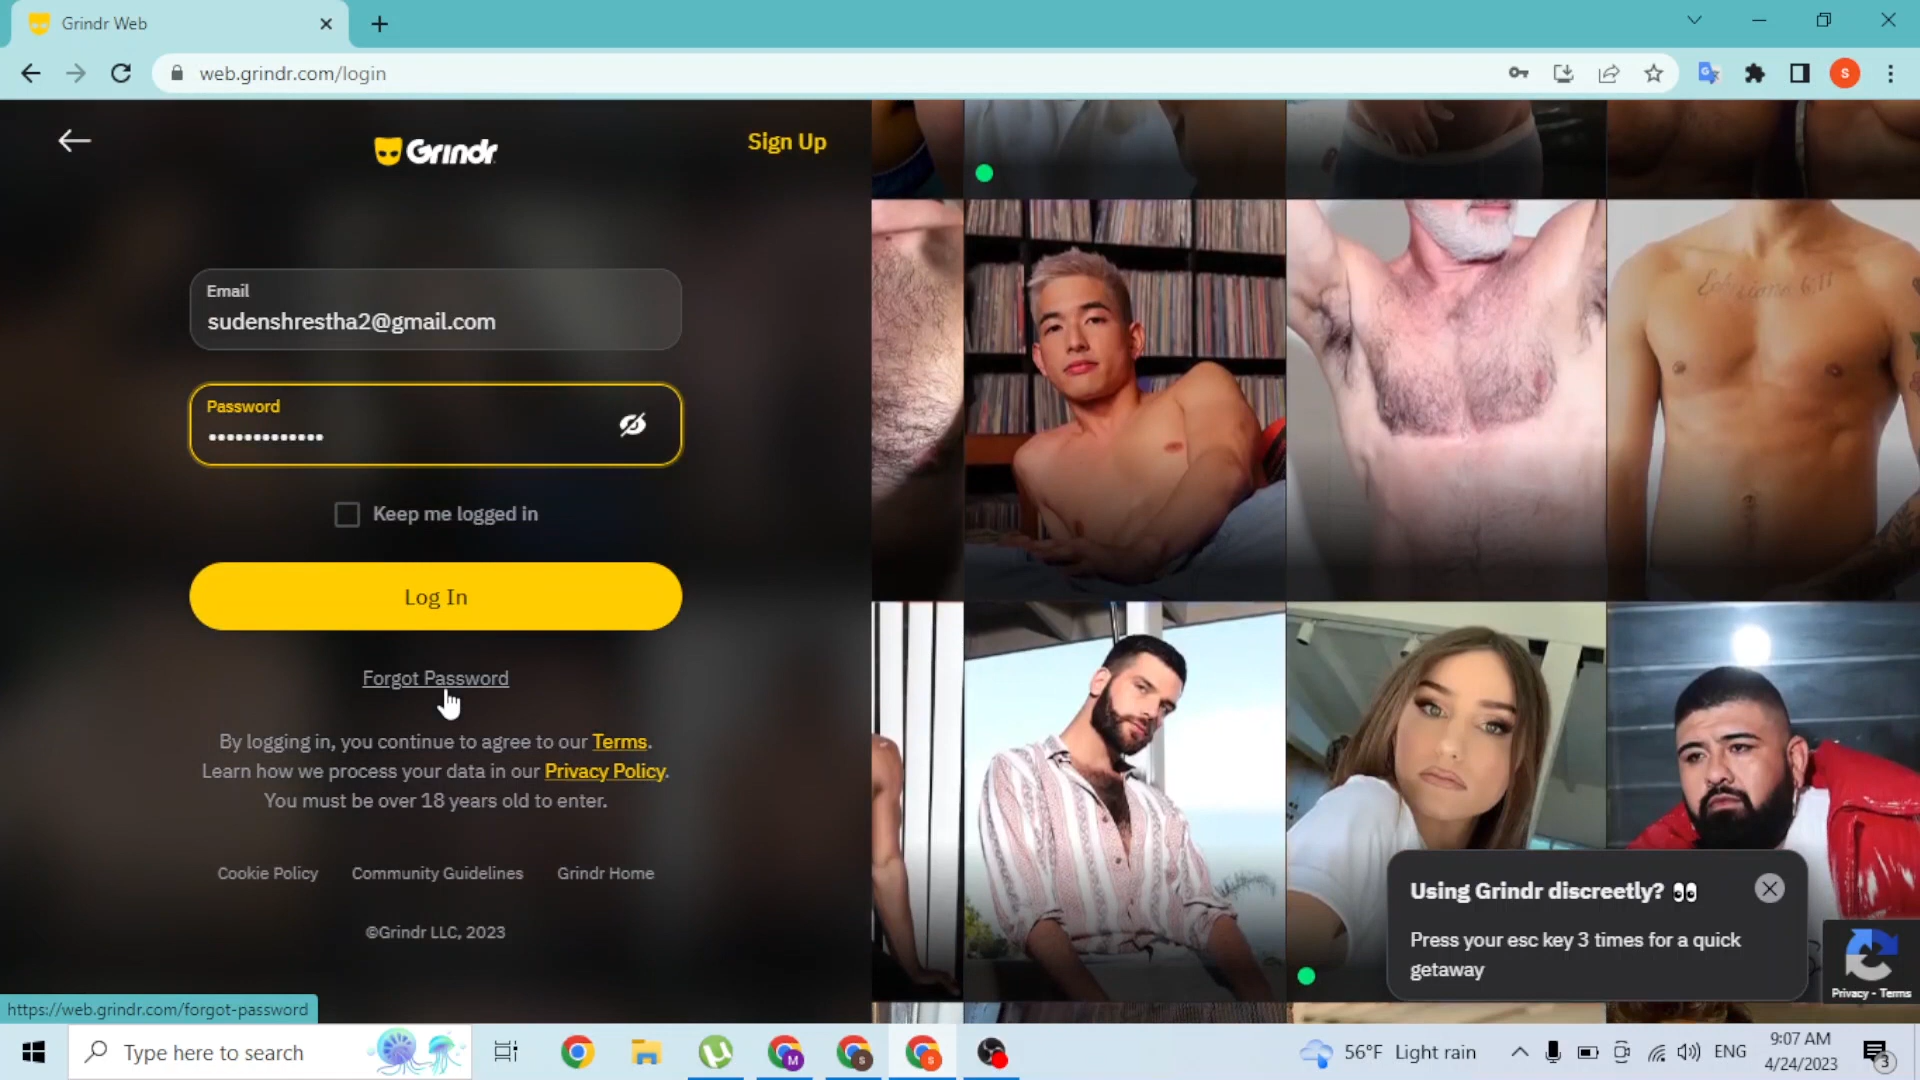 Grindr Web
web.grindr.com/login
S
Grindr
Sign Up
Email
sudenshrestha2@gmail.com
Password
•••••••••••••
Keep me logged in
Log In
Forgot Password
By logging in, you continue to agree to our Terms.
Learn how we process your data in our Privacy Policy.
You must be over 18 years old to enter.
Cookie Policy Community Guidelines Grindr Home
©Grindr LLC, 2023
Using Grindr discreetly? 👀
Press your esc key 3 times for a quick
getaway
Privacy - Terms
https://web.grindr.com/forgot-password
Type here to search
M
S
S
56°F Light rain
ENG
9:07 AM
4/24/2023
3